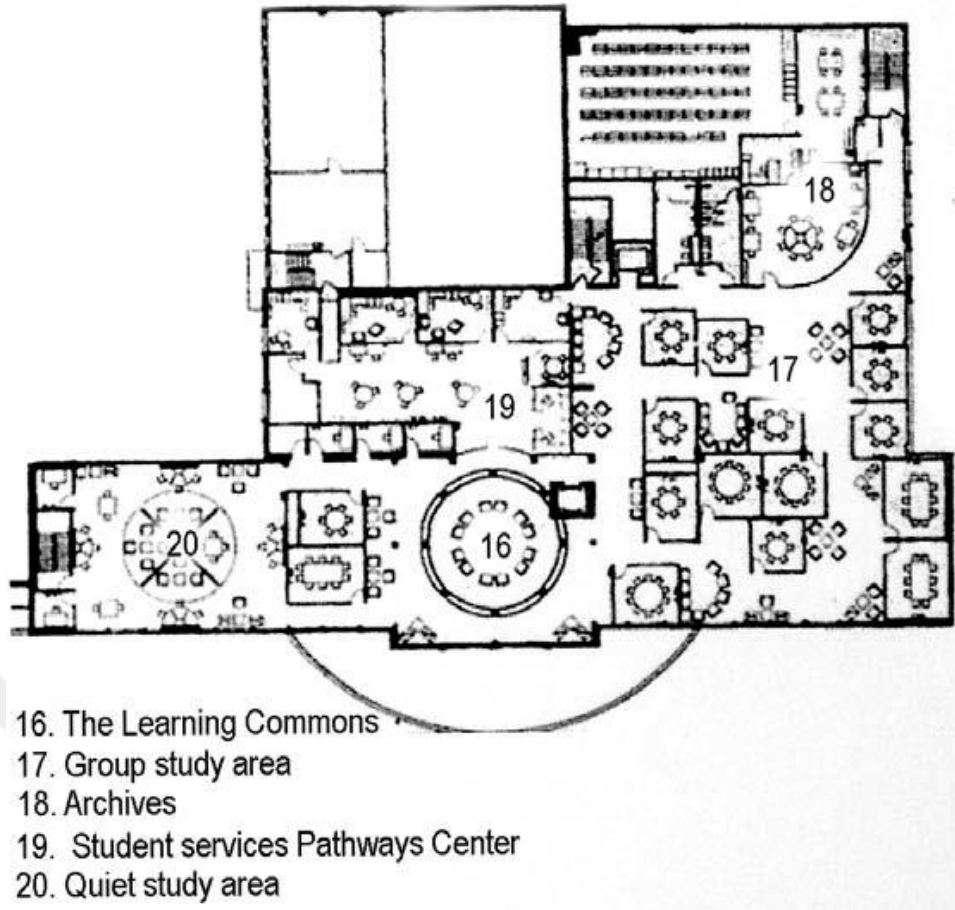 18
17
19
20
16
16. The Learning Commons
17. Group study area
18. Archives
19. Student services Pathways Center
20. Quiet study area